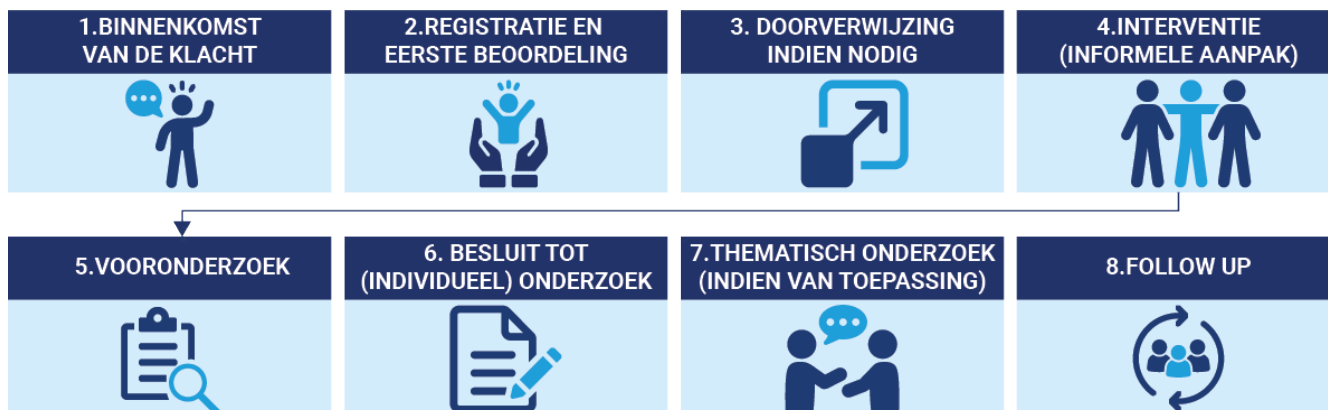 1.BINNENKOMST
VAN DE KLACHT
2.REGISTRATIE EN
EERSTE BEOORDELING
3. DOORVERWIJZING
INDIEN NODIG
4.INTERVENTIE
(INFORMELE AANPAK)
5.VOORONDERZOEK
6. BESLUIT TOT
(INDIVIDUEEL) ONDERZOEK
7.THEMATISCH ONDERZOEK
(INDIEN VAN TOEPASSING)
8.FOLLOW UP